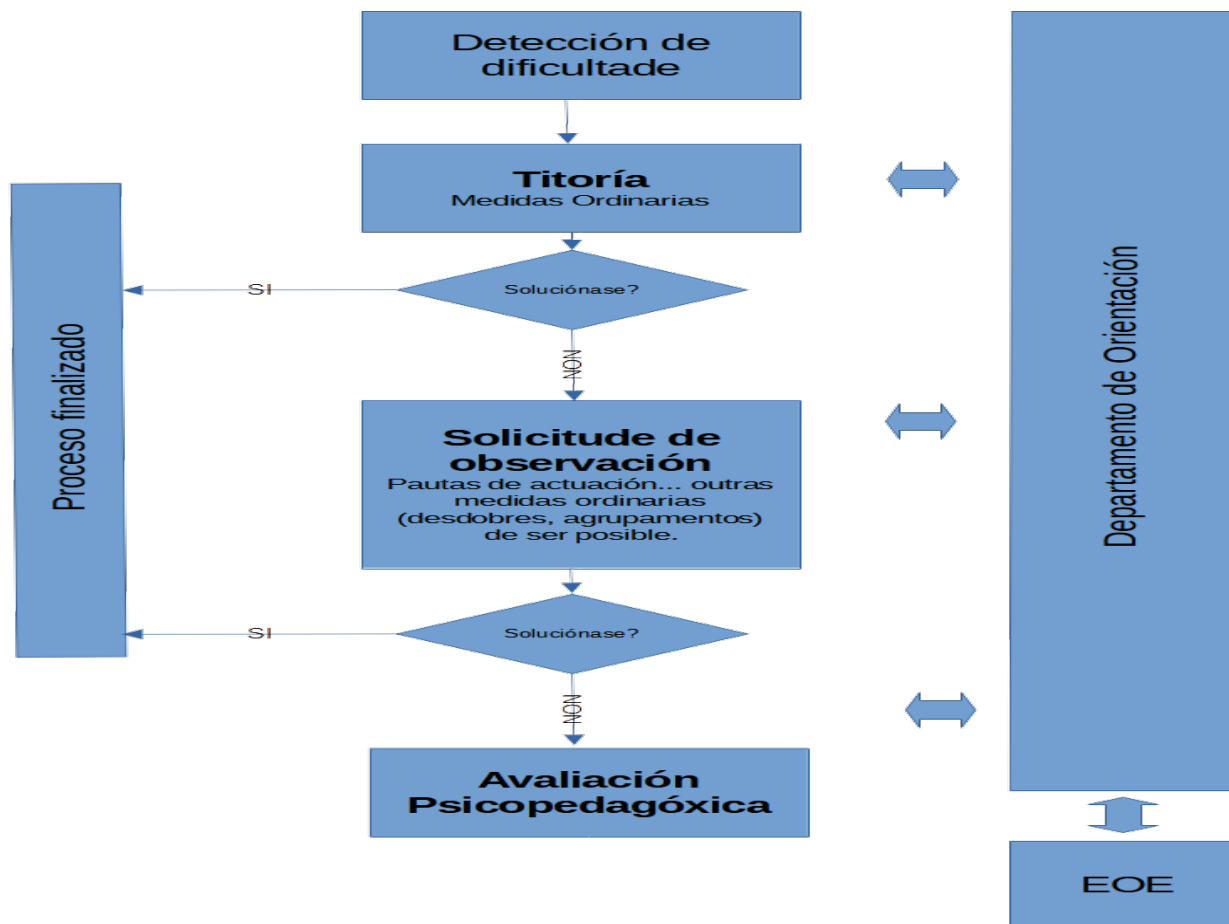 Detección de
dificultade
Titoría
Medidas Ordinarias
Soluciónase?
SI
NON
Solicitude de
observación
Pautas de actuación... outras
medidas ordinarias
(desdobres, agrupamentos)
de ser posible.
Soluciónase?
SI
NON
Avaliación
Psicopedagóxica
Proceso finalizado
Departamento de Orientación
EOE